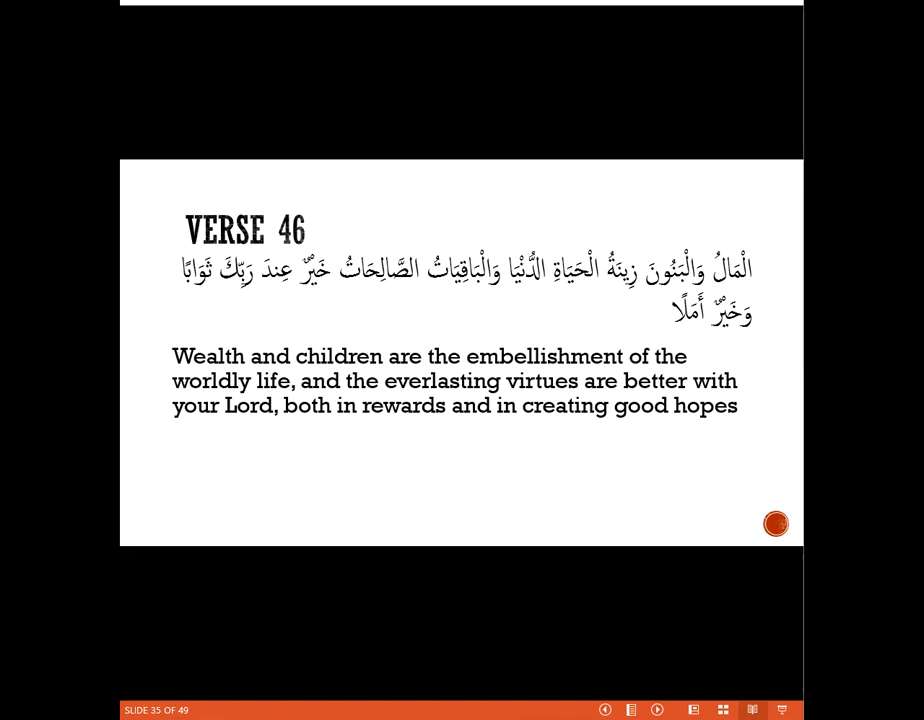 VERSE 46
الْمَالُ وَالْبَنُونَ زِينَةُ الْحَيَاةِ الدُّنْيَا وَالْبَاقِيَاتُ الصَّالِحَاتُ خَيْرٌ عِندَ رَبِّكَ ثَوَابًا
وَخَيْرٌ أَمَلًا
Wealth and children are the embellishment of the
worldly life, and the everlasting virtues are better with
your Lord, both in rewards and in creating good hopes
SLIDE 35 OF 49